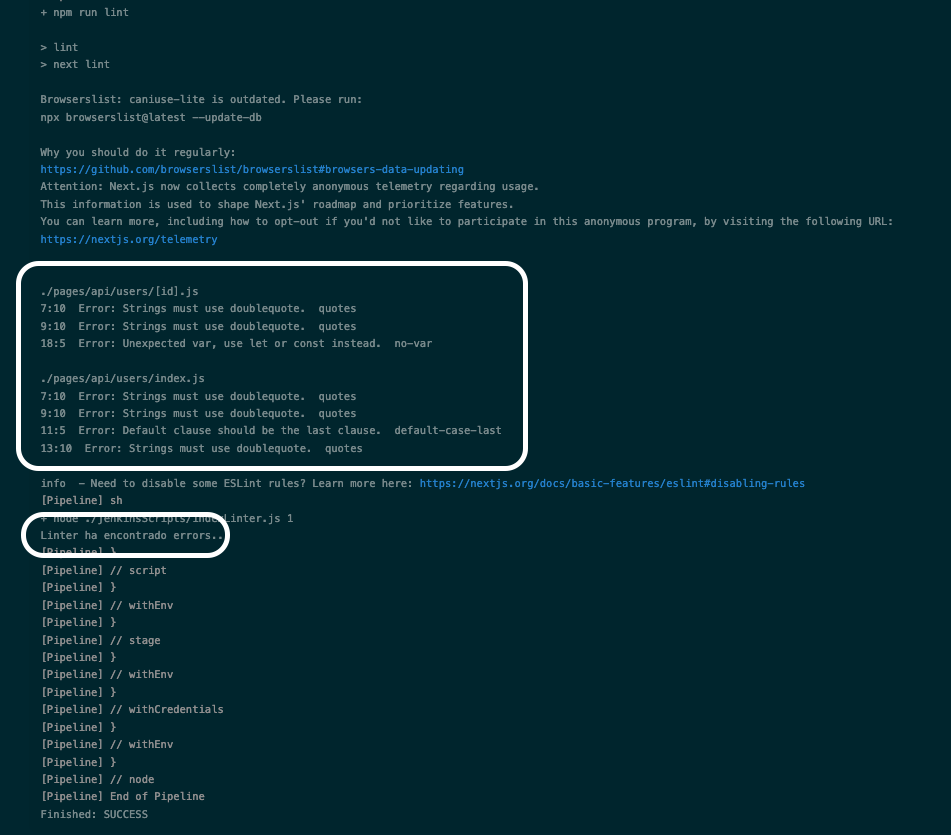 + npm run lint
> lint
> next lint
Browserslist: caniuse-lite is outdated. Please run:
npx browserslist@latest --update-db
Why you should do it regularly:
https://github.com/browserslist/browserslist#browsers-data-updating
Attention: Next.js now collects completely anonymous telemetry regarding usage.
This information is used to shape Next.js' roadmap and prioritize features.
You can learn more, including how to opt-out if you'd not like to participate in this anonymous program, by visiting the following URL:
https://nextjs.org/telemetry
./pages/api/users/[id].js
7:10  Error: Strings must use doublequote.  quotes
9:10  Error: Strings must use doublequote.  quotes
18:5  Error: Unexpected var, use let or const instead.  no-var
./pages/api/users/index.js
7:10  Error: Strings must use doublequote.  quotes
9:10  Error: Strings must use doublequote.  quotes
11:5  Error: Default clause should be the last clause.  default-case-last
13:10  Error: Strings must use doublequote.  quotes
info  - Need to disable some ESLint rules? Learn more here: https://nextjs.org/docs/basic-features/eslint#disabling-rules
[Pipeline] sh
+ node ./jenkinsScripts/indexLinter.js 1
Linter ha encontrado errors..
[Pipeline] }
[Pipeline] // script
[Pipeline] }
[Pipeline] // withEnv
[Pipeline] }
[Pipeline] // stage
[Pipeline] }
[Pipeline] // withEnv
[Pipeline] }
[Pipeline] // withCredentials
[Pipeline] }
[Pipeline] // withEnv
[Pipeline] }
[Pipeline] // node
[Pipeline] End of Pipeline
Finished: SUCCESS